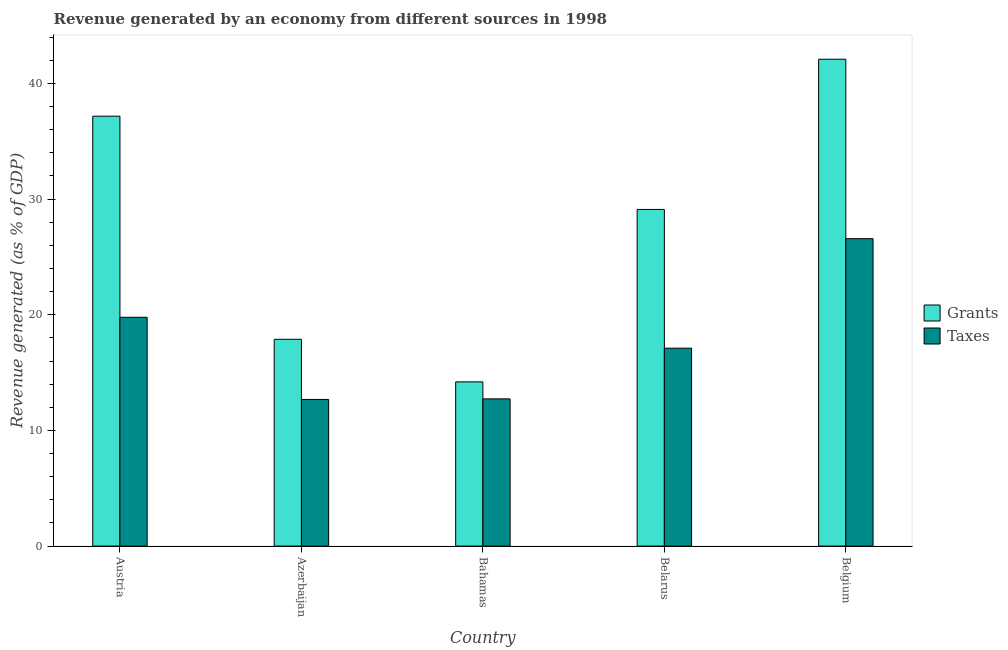 Revenue generated by an economy from different sources in 1998
Revenue generated (as % of GDP)
40
30
20
10
0
Grants
Taxes
Austria
Azerbaijan
Bahamas
Belarus
Belgium
Country